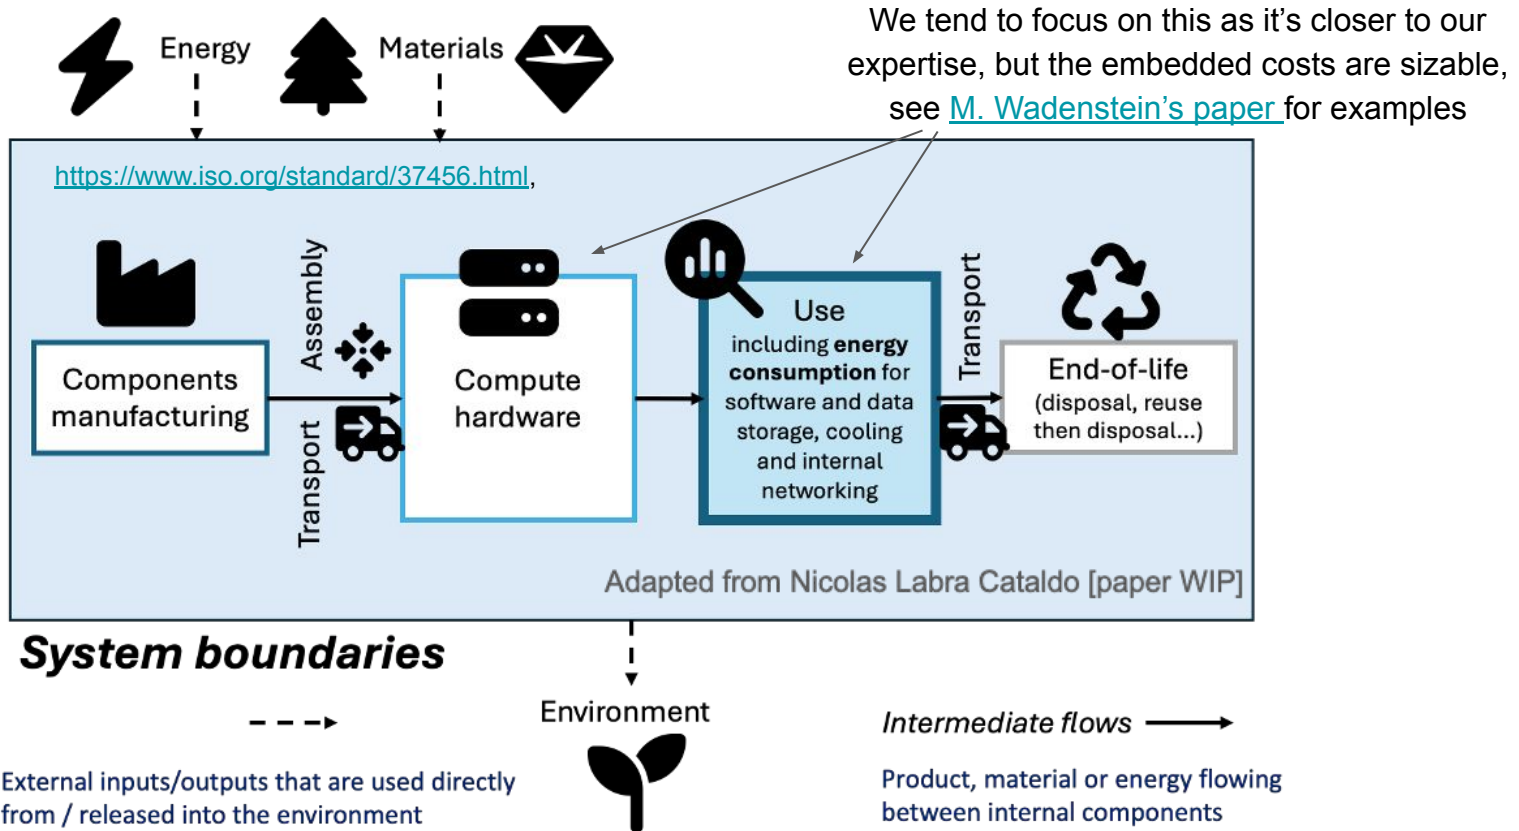 Energy
Materials
We tend to focus on this as it’s closer to our
expertise, but the embedded costs are sizable,
see M. Wadenstein’s paper for examples
https://www.iso.org/standard/37456.html,
Components
manufacturing
Assembly
Transport
Compute
hardware
Use
including energy
consumption for
software and data
storage, cooling
and internal
networking
Transport
End-of-life
(disposal, reuse
then disposal...)
Adapted from Nicolas Labra Cataldo [paper WIP]
System boundaries
Environment
External inputs/outputs that are used directly
from / released into the environment
Intermediate flows
Product, material or energy flowing
between internal components